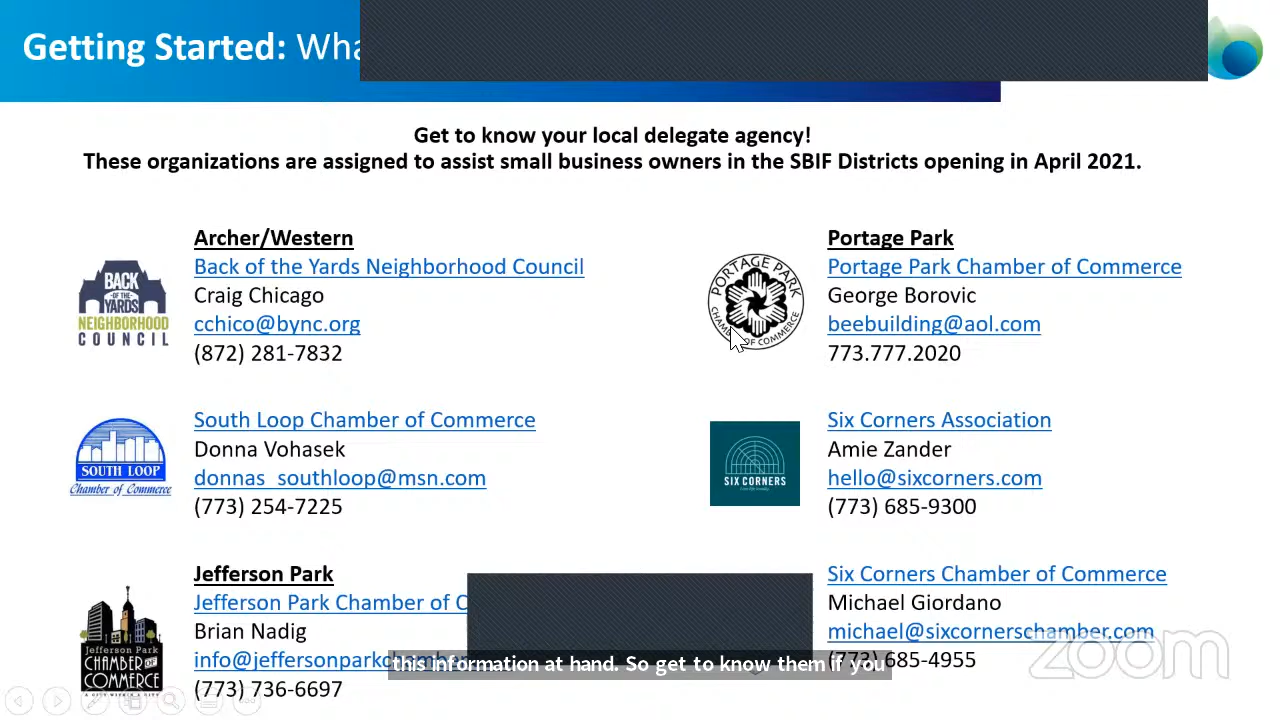 Getting Started:
Get to know your local delegate agency!
These organizations are assigned to assist small business owners in the SBIF Districts opening in April 2021.
BACK
OF THE
YARDS
NEIGHBORHOOD
COUNCIL
Archer/Western
Back of the Yards Neighborhood Council
Craig Chicago
cchico@bync.org
(872) 281-7832
PORTAGE PARK
CHAMBER OF COMMERCE
Portage Park
Portage Park Chamber of Commerce
George Borovic
beebuilding@aol.com
773.777.2020
SOUTH LOOP
Chamber of Commerce
South Loop Chamber of Commerce
Donna Vohasek
donnas_southloop@msn.com
(773) 254-7225
SIX CORNERS
Six Corners Association
Amie Zander
hello@sixcorners.com
(773) 685-9300
Jefferson Park
CHAMBER
OF
COMMERCE
Jefferson Park
Jefferson Park Chamber of
Brian Nadig
(773) 736-6697
Six Corners Chamber of Commerce
Michael Giordano
michael@sixcornerschamber.com
(773) 685-4955
this information at hand. So get to know them if you
zoom